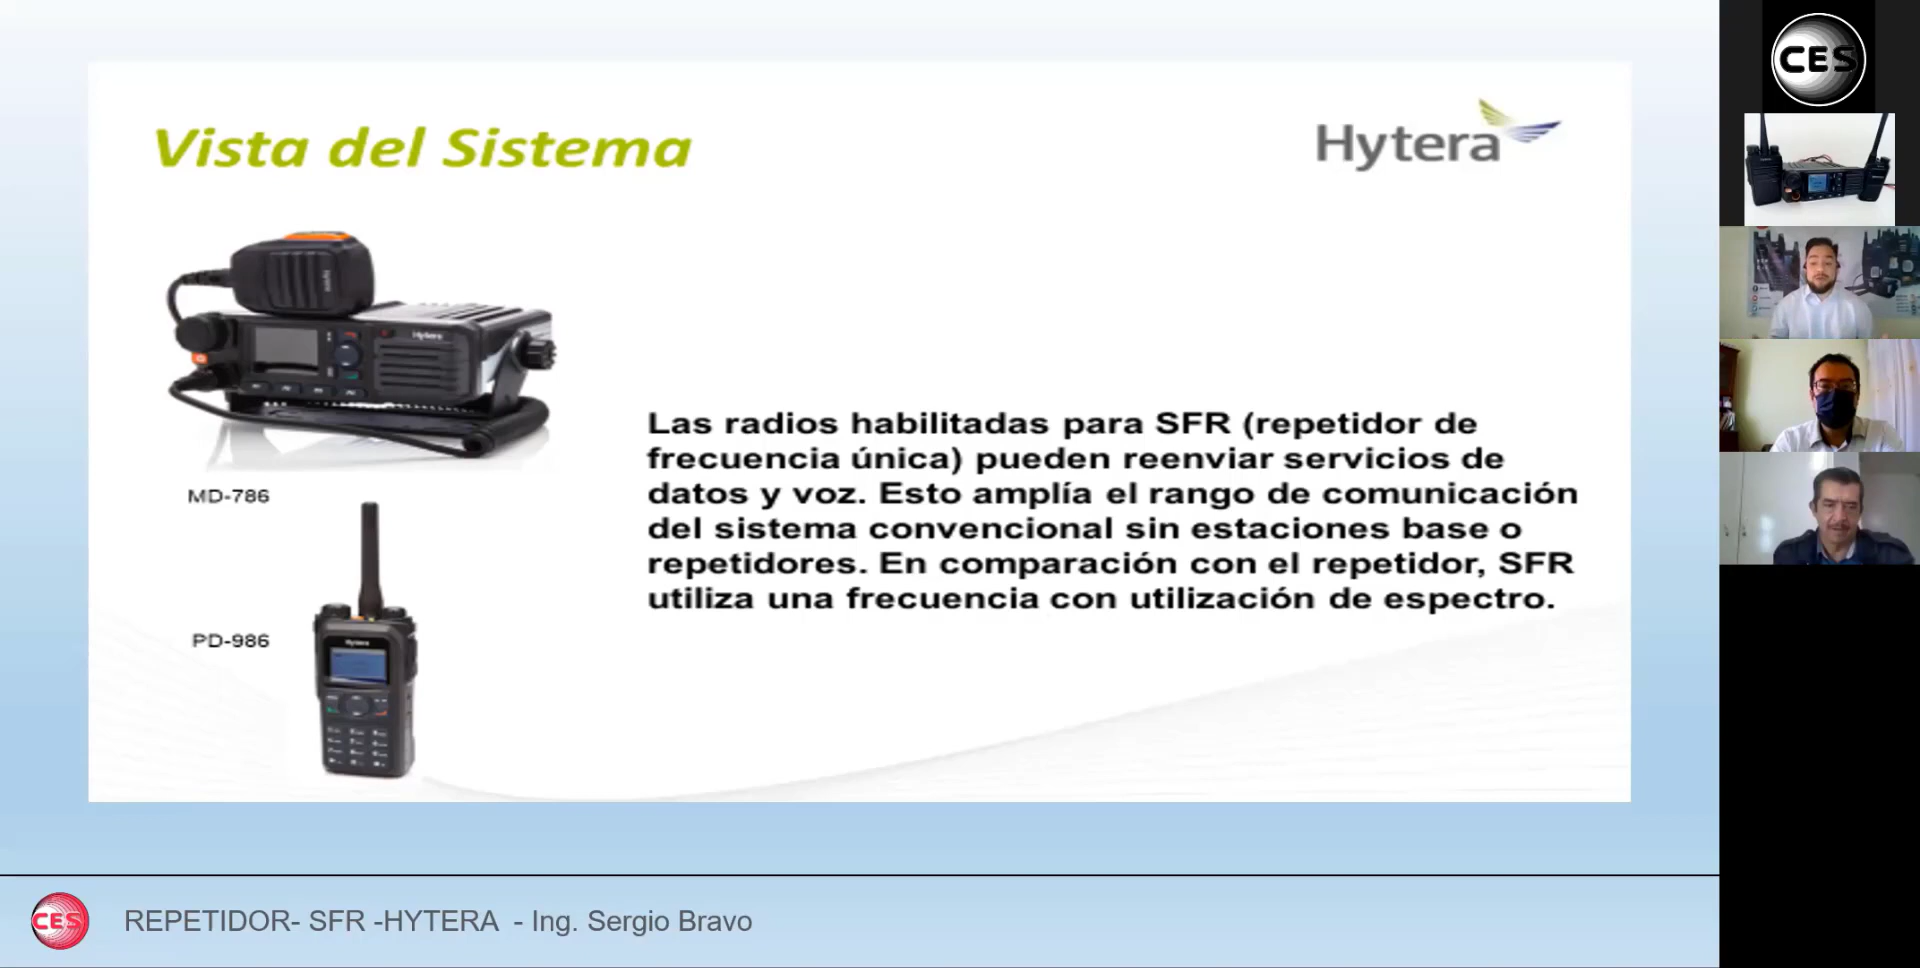 Vista del Sistema
Hytera
Hytera
MD-786
Las radios habilitadas para SFR (repetidor de
frecuencia única) pueden reenviar servicios de
datos y voz. Esto amplía el rango de comunicación
del sistema convencional sin estaciones base o
repetidores. En comparación con el repetidor, SFR
utiliza una frecuencia con utilización de espectro.
PD-986
Hytera
CES
REPETIDOR- SFR -HYTERA - Ing. Sergio Bravo
CES